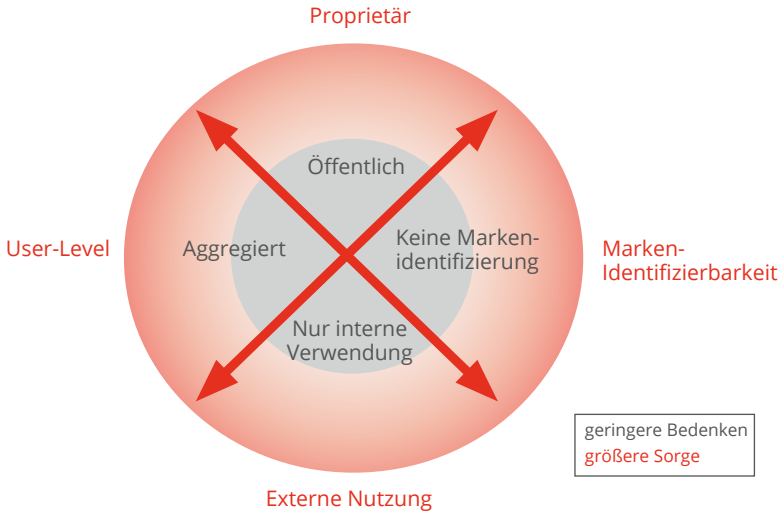 Proprietär
Öffentlich
User-Level
Aggregiert
Keine Marken-
identifizierung
Marken-
Identifizierbarkeit
Nur interne
Verwendung
geringere Bedenken
größere Sorge
Externe Nutzung